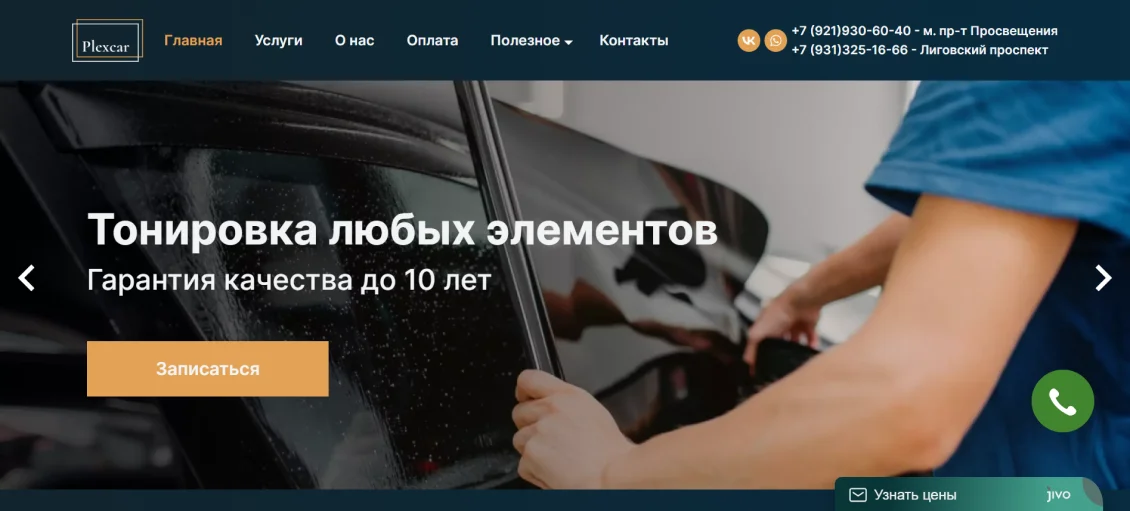 Plexcar
Главная
Услуги
О нас
Оплата
Полезное
Контакты
+7 (921)930-60-40 - м. пр-т Просвещения
+7 (931)325-16-66 - Лиговский проспект
Тонировка любых элементов
Гарантия качества до 10 лет
Записаться
Узнать цены
jivo